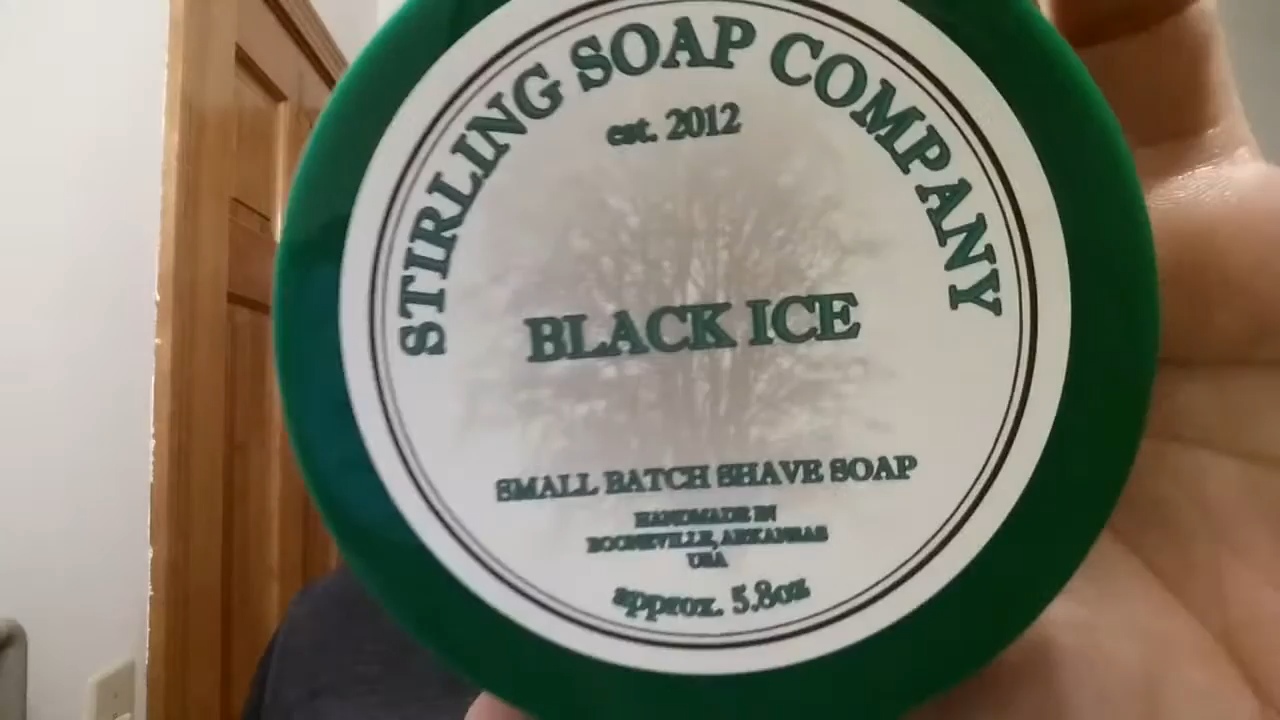 STIRLING SOAP COMPANY
est. 2012
BLACK ICE
SMALL BATCH SHAVE SOAP
HANDMADE IN
BOONEVILLE, ARKANSAS
USA
approx. 5.8oz